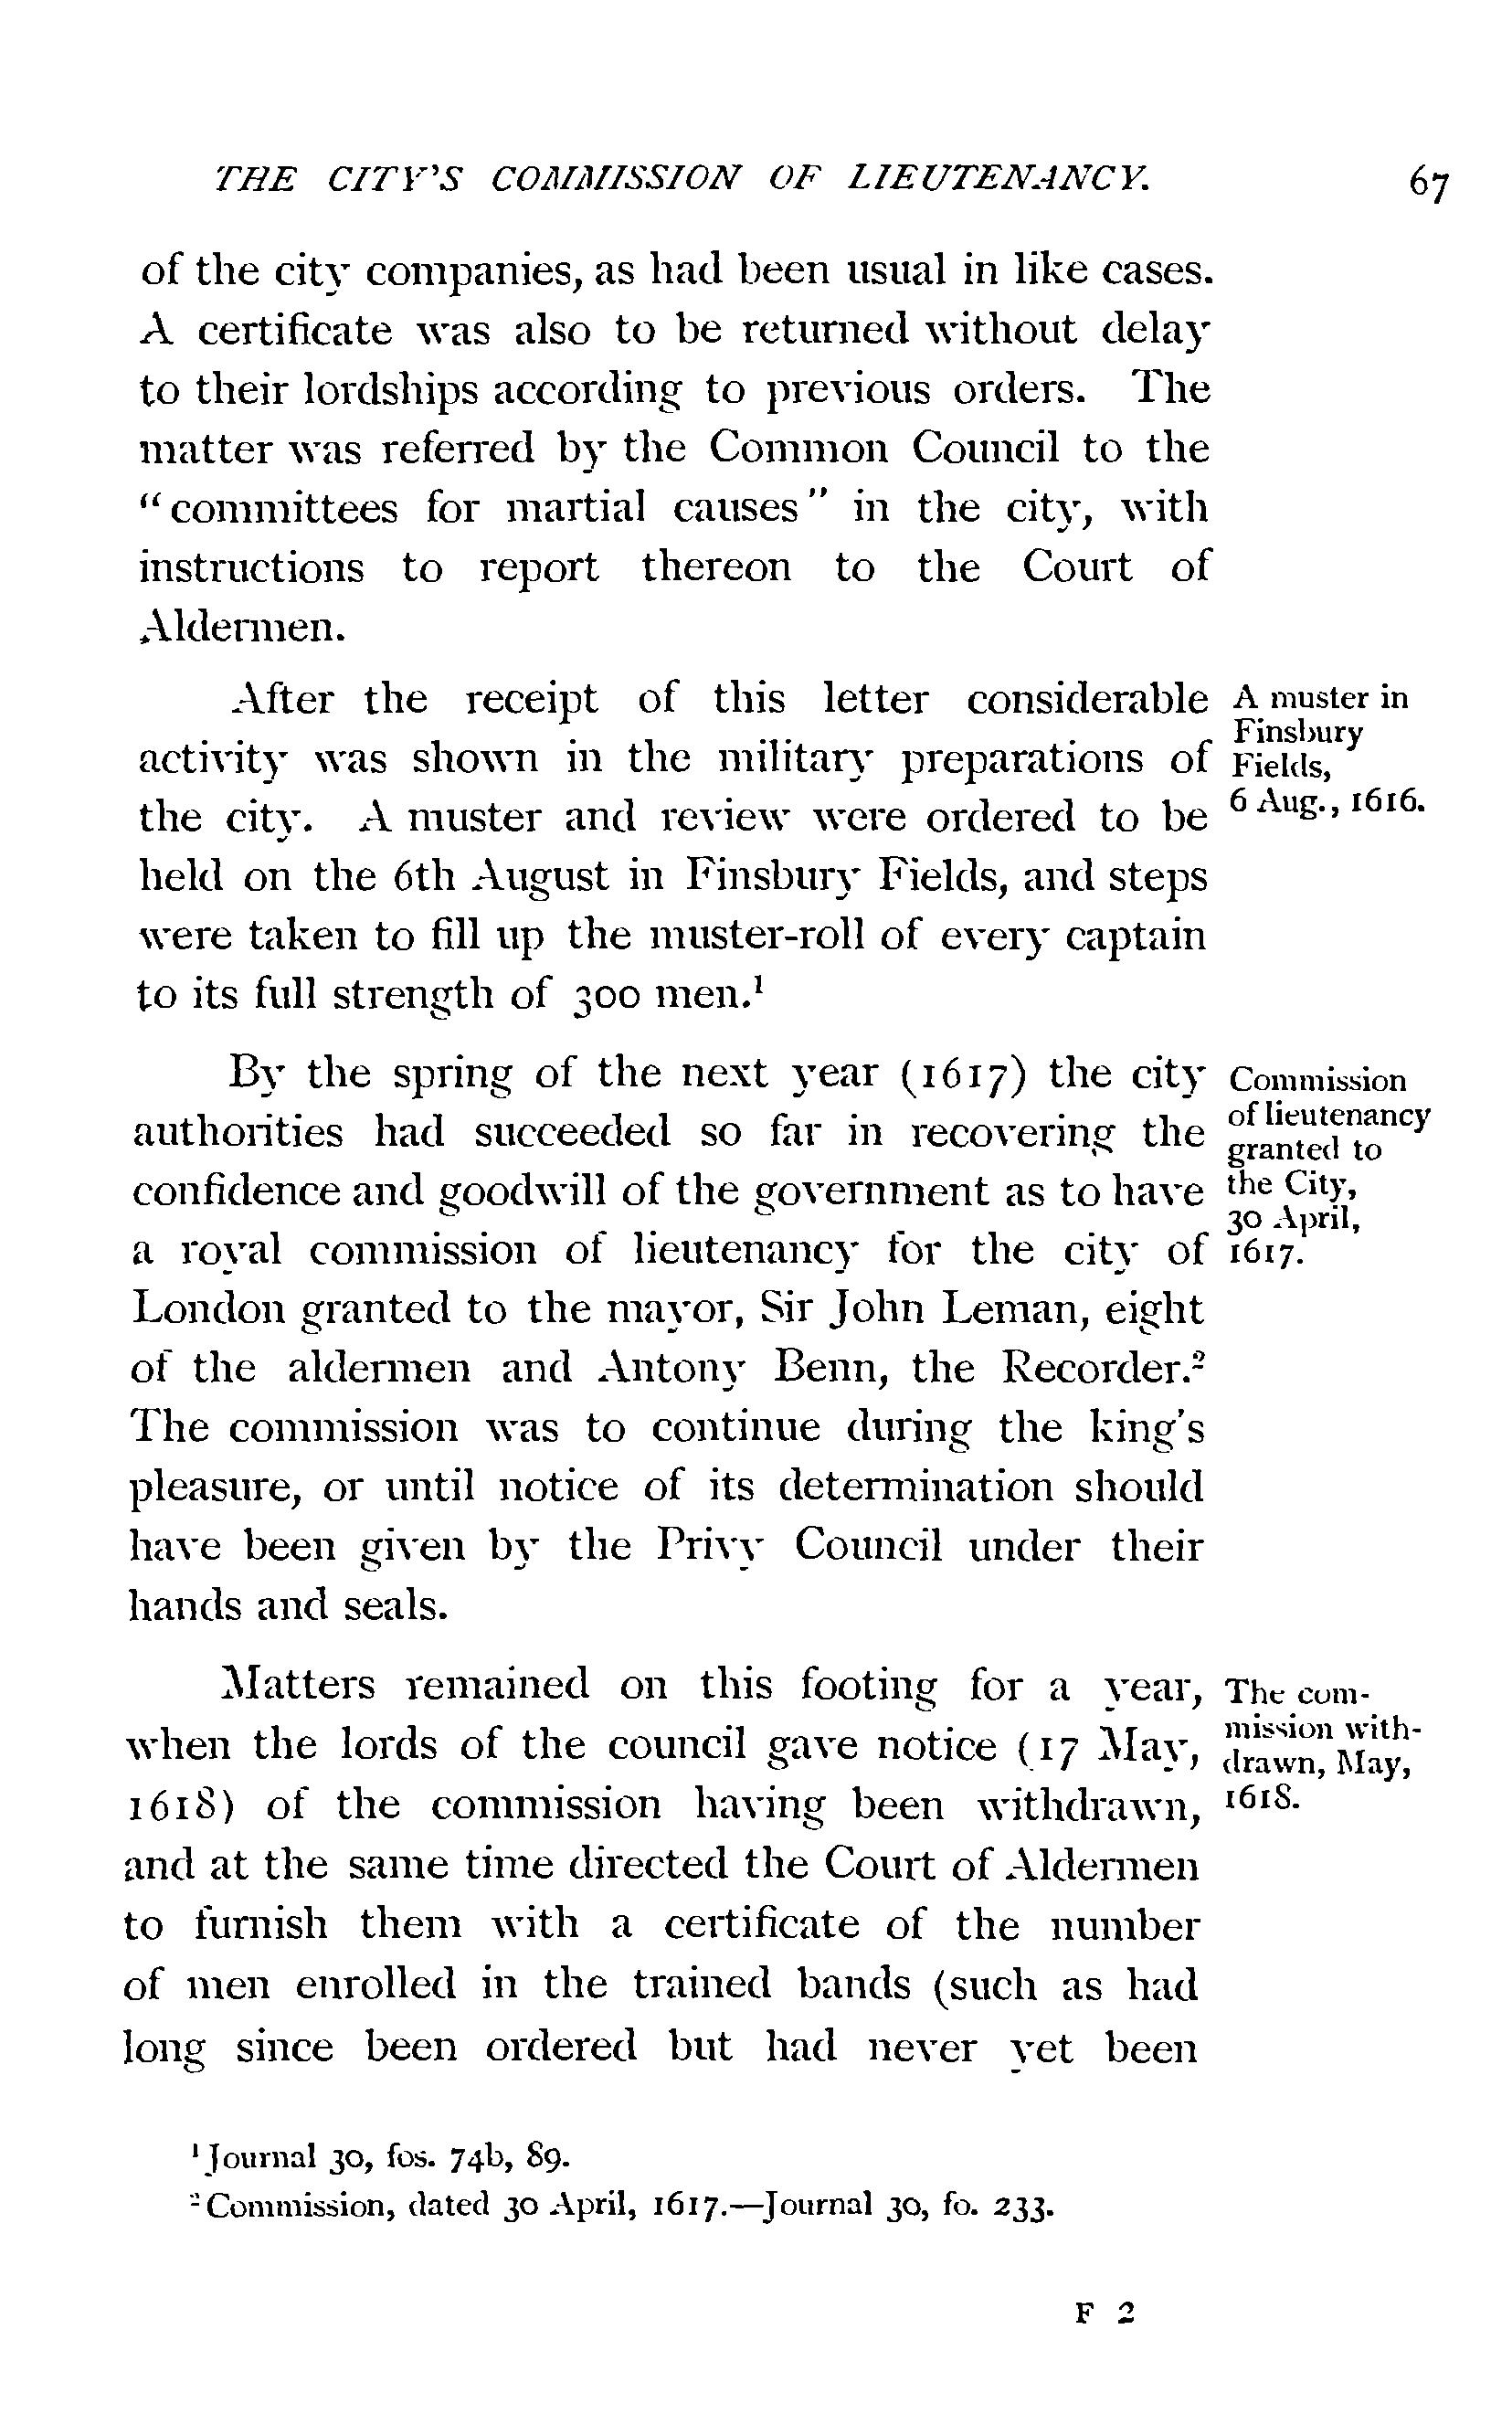 THE CITY'S COMMISSION OF LIEUTENANCY. 67
of the city companies, as had been usual in like cases.
A certificate was also to be returned without delay
to their lordships according to previous orders. The
matter was referred by the Common Council to the
"committees for martial causes" in the city, with
instructions to report thereon to the Court of
Aldermen.
After the receipt of this letter considerable
activity was shown in the military preparations of
the city. A muster and review were ordered to be
held on the 6th August in Finsbury Fields, and steps
were taken to fill up the muster-roll of every captain
to its full strength of 300 men.¹
A muster in
Finsbury
Fields,
6 Aug., 1616.
By the spring of the next year (1617) the city
authorities had succeeded so far in recovering the
confidence and goodwill of the government as to have
a royal commission of lieutenancy for the city of
London granted to the mayor, Sir John Leman, eight
of the aldermen and Antony Benn, the Recorder.²
The commission was to continue during the king's
pleasure, or until notice of its determination should
have been given by the Privy Council under their
hands and seals.
Commission
of lieutenancy
granted to
the City,
30 April,
1617.
Matters remained on this footing for a year,
when the lords of the council gave notice (17 May,
1618) of the commission having been withdrawn,
and at the same time directed the Court of Aldermen
to furnish them with a certificate of the number
of men enrolled in the trained bands (such as had
long since been ordered but had never yet been
The com-
mission with-
drawn, May,
1618.
¹ Journal 30, fos. 74b, 89.
² Commission, dated 30 April, 1617.—Journal 30, fo. 233.
F 2